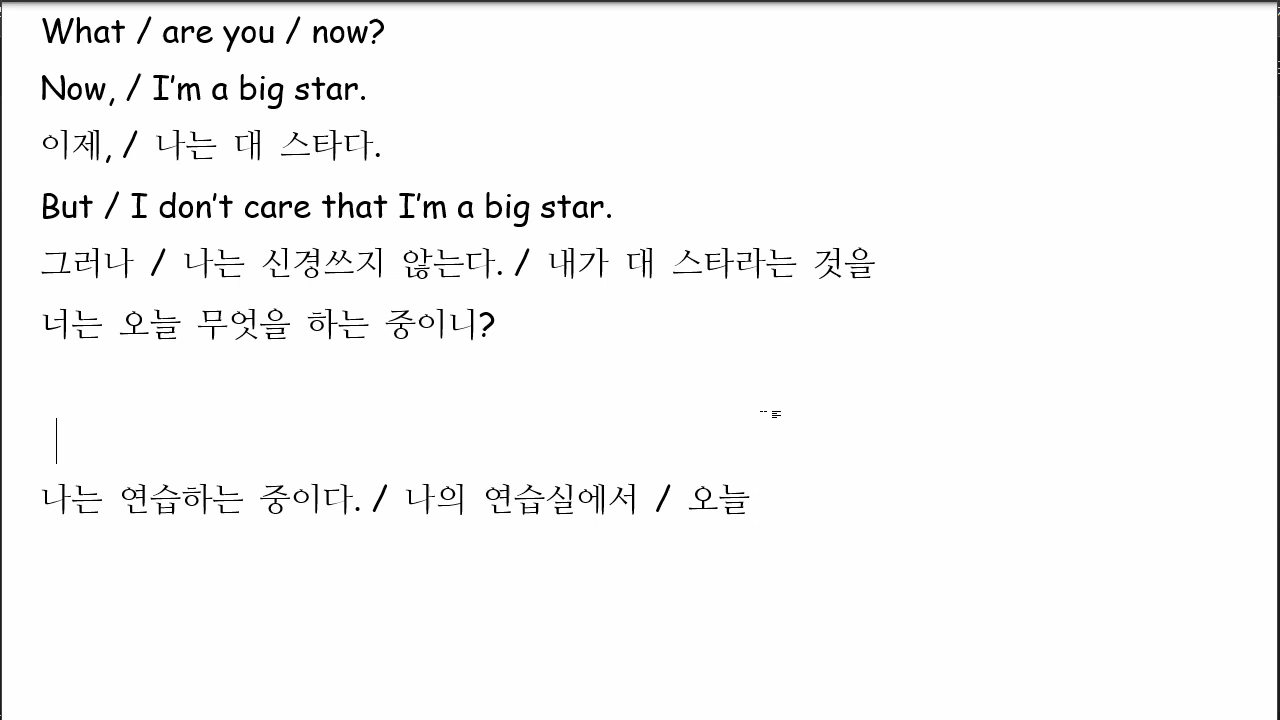 What / are you / now?
Now, / I’m a big star.
이제, / 나는 대 스타다.
But / I don’t care that I’m a big star.
그러나 / 나는 신경쓰지 않는다. / 내가 대 스타라는 것을
너는 오늘 무엇을 하는 중이니?
나는 연습하는 중이다. / 나의 연습실에서 / 오늘